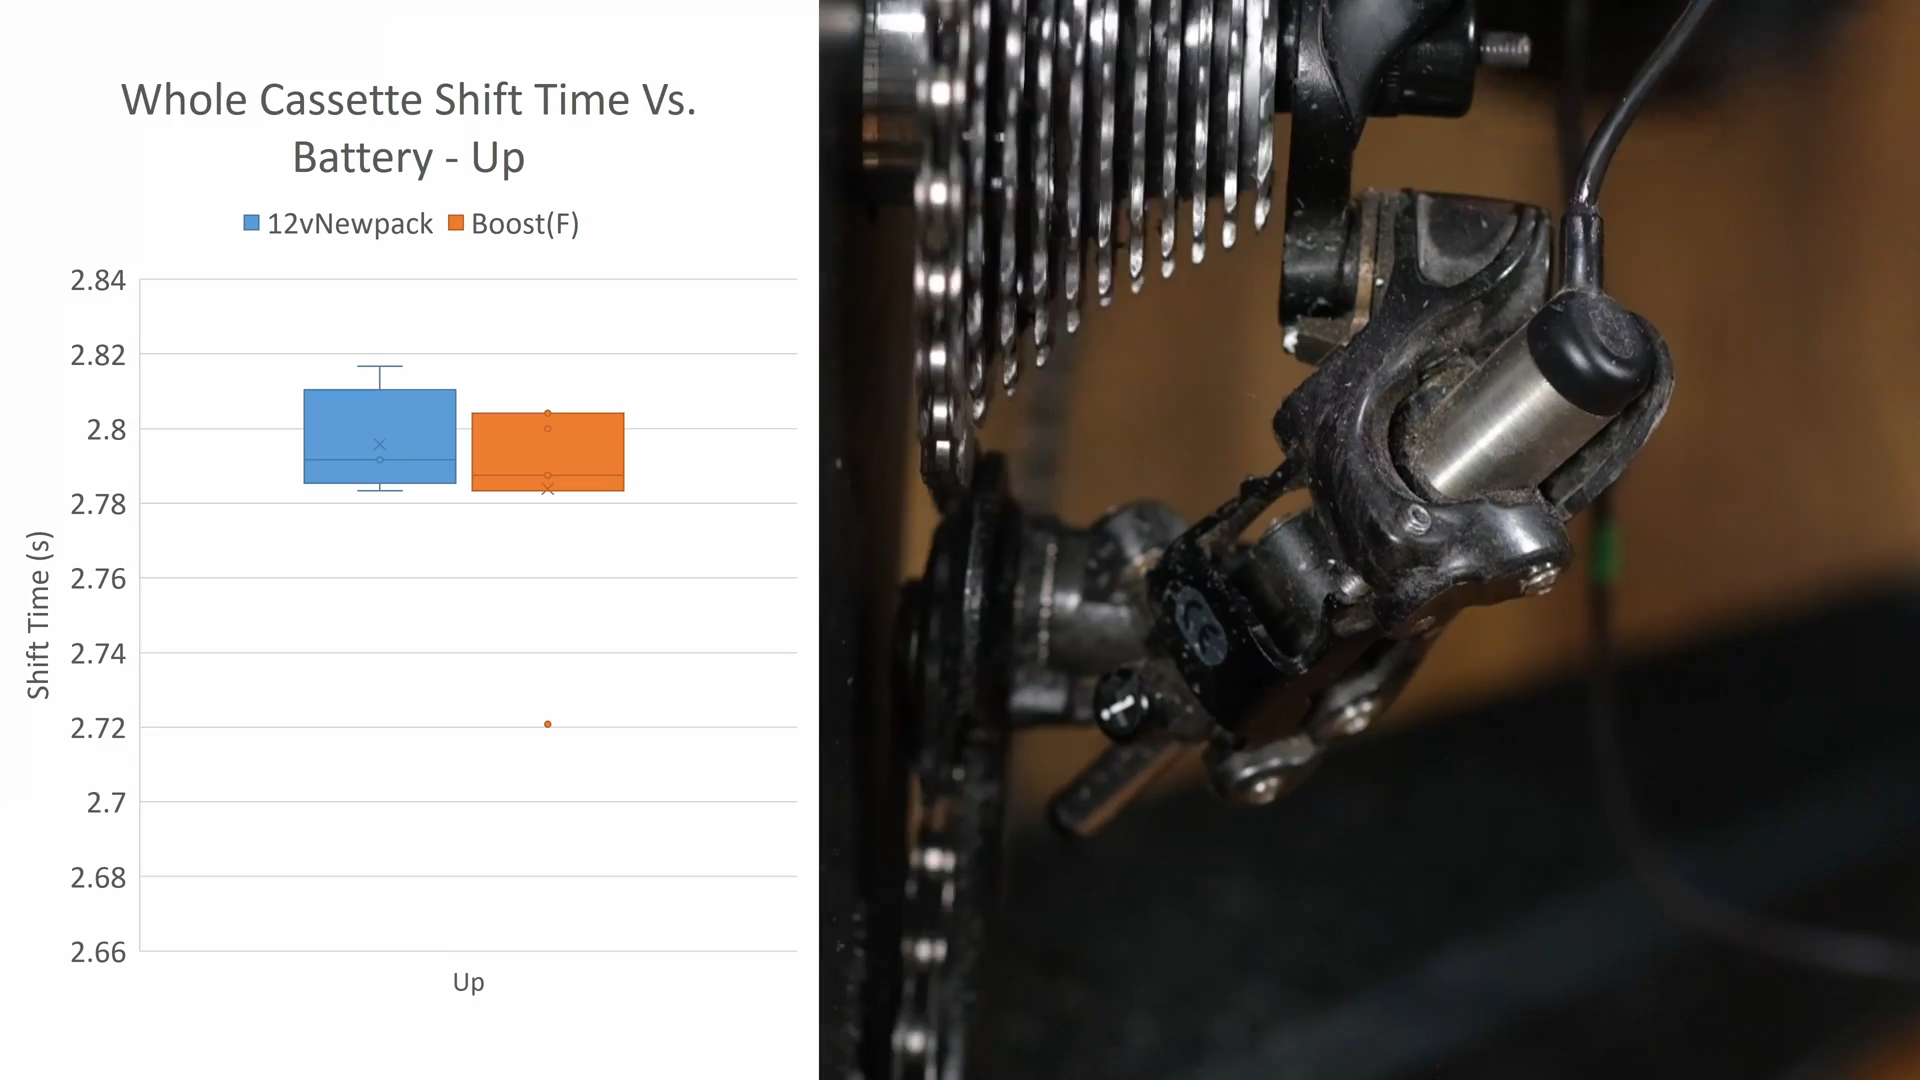 Whole Cassette Shift Time Vs.
Battery - Up
12vNewpack Boost(F)
2.84
2.82
2.8
2.78
2.76
2.74
2.72
2.7
2.68
2.66
Shift Time (s)
Up